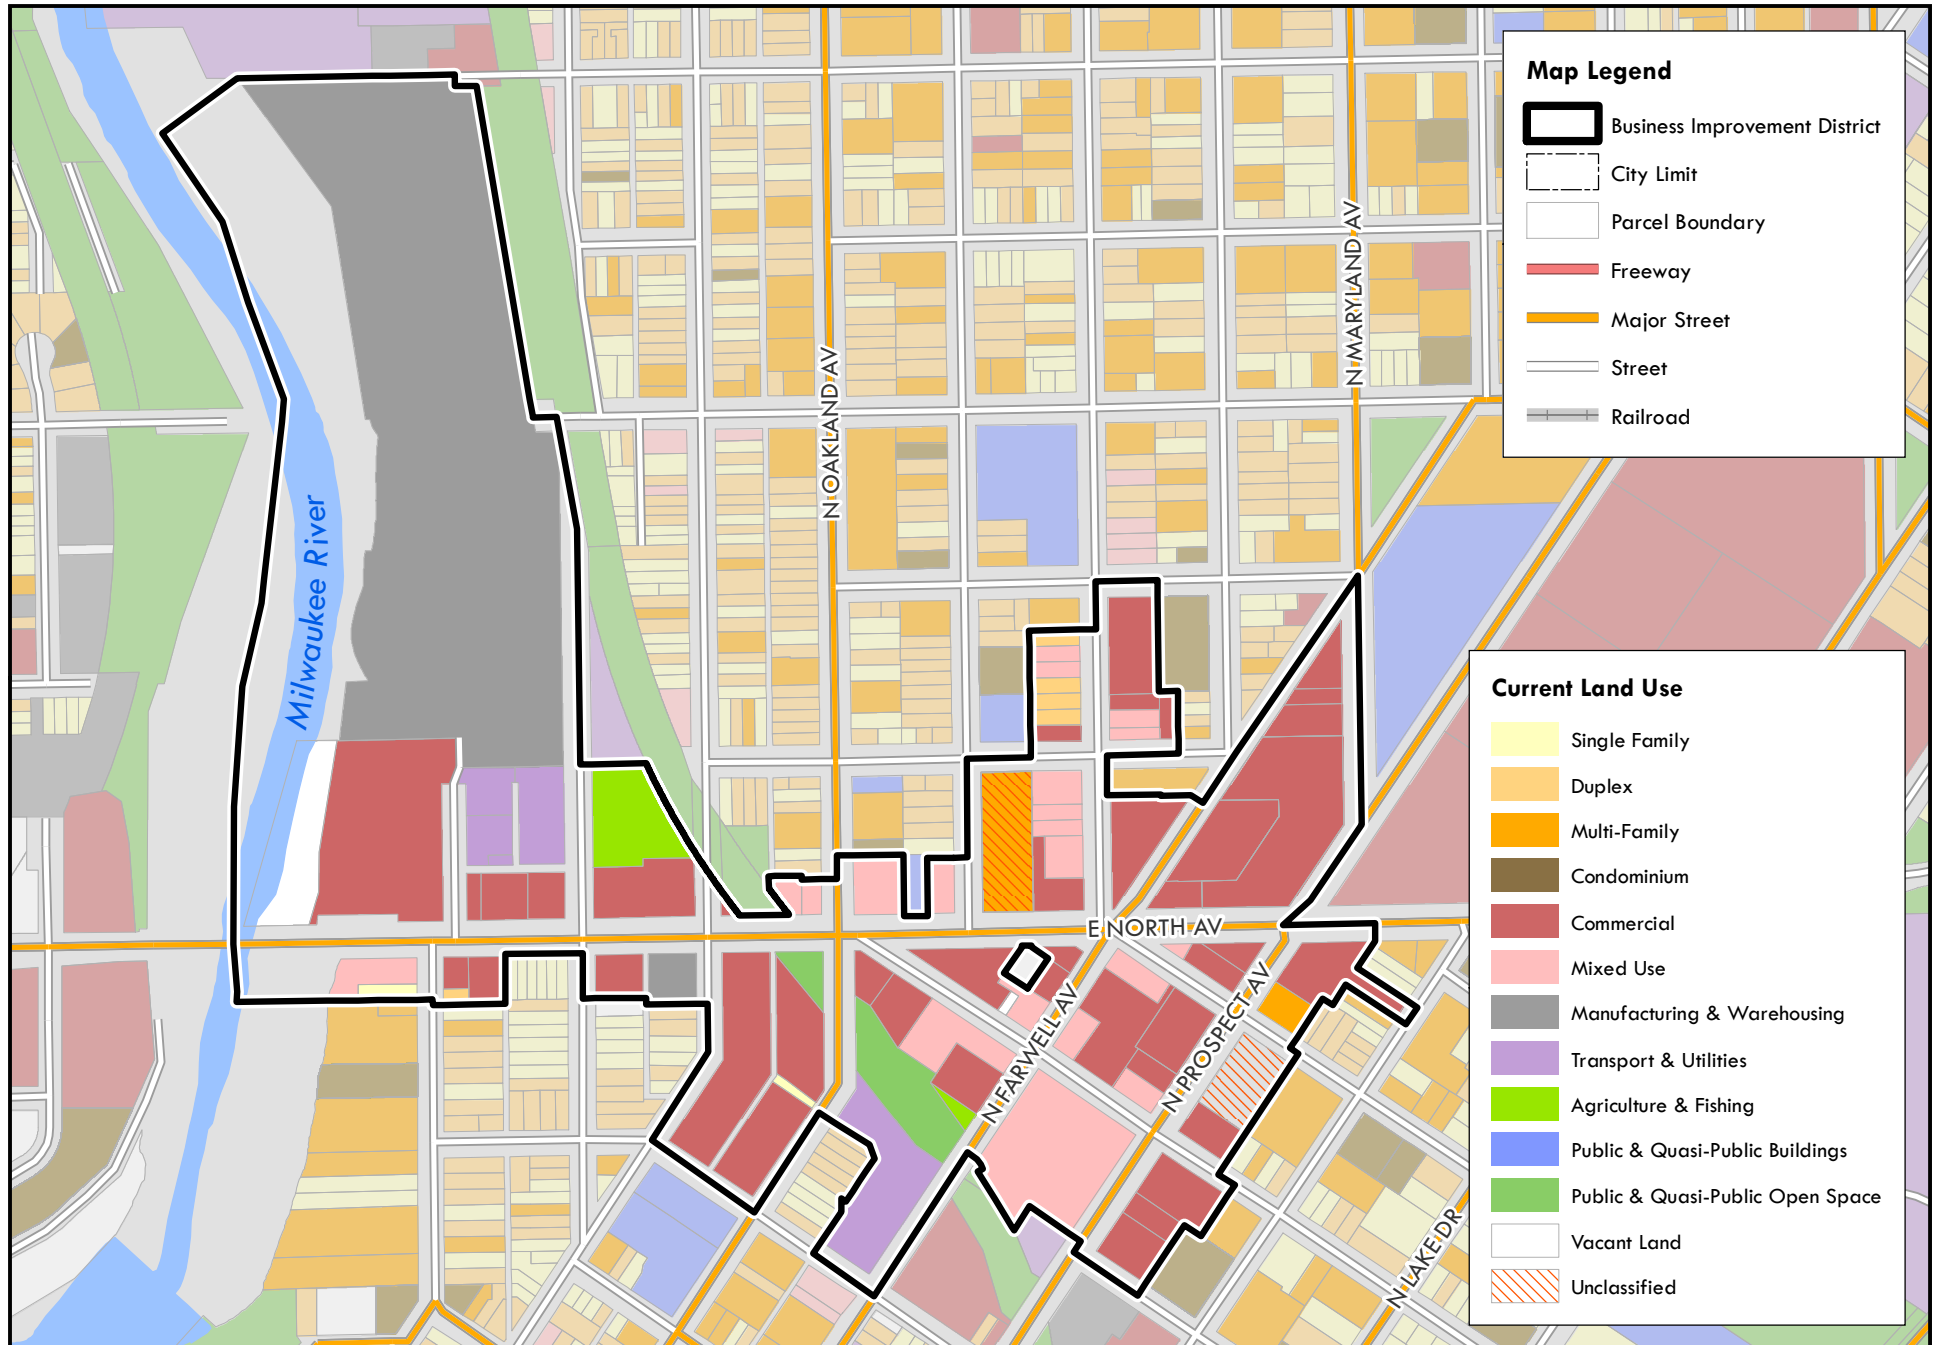 Map Legend
Business Improvement District
City Limit
Parcel Boundary
Freeway
Major Street
Street
Railroad
N MARYLAND AV
N OAKLAND AV
Milwaukee River
Current Land Use
Single Family
Duplex
Multi-Family
Condominium
Commercial
Mixed Use
Manufacturing & Warehousing
Transport & Utilities
Agriculture & Fishing
Public & Quasi-Public Buildings
Public & Quasi-Public Open Space
Vacant Land
Unclassified
E NORTH AV
N FARWELL AV
N PROSPECT AV
N LAKE DR